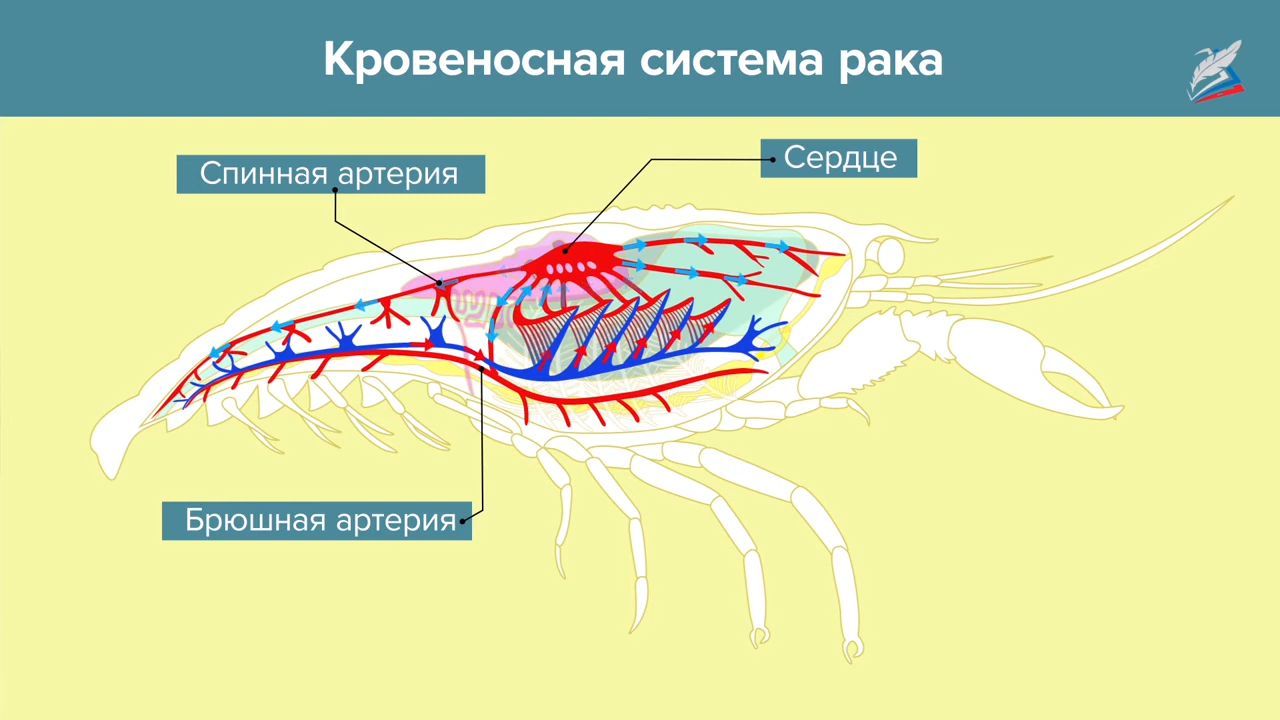 Кровеносная система рака
Спинная артерия
Сердце
Брюшная артерия